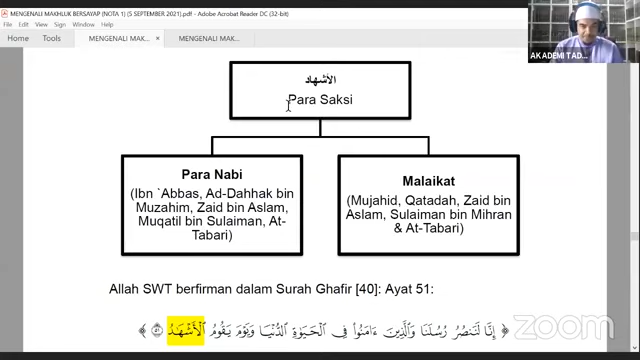 MENGENALI MAKHLUK BERSAYAP (NOTA 1) (5 SEPTEMBER 2021).pdf - Adobe Acrobat Reader DC (32-bit)
File Edit View Sign Window Help
Home Tools MENGENALI MAK... × MENGENALI MAK...
AKADEMI TAD...
الأشهاد
Para Saksi
Para Nabi
(Ibn `Abbas, Ad-Dahhak bin
Muzahim, Zaid bin Aslam,
Muqatil bin Sulaiman, At-
Tabari)
Malaikat
(Mujahid, Qatadah, Zaid bin
Aslam, Sulaiman bin Mihran
& At-Tabari)
Allah SWT berfirman dalam Surah Ghafir [40]: Ayat 51:
﴿ إِنَّا لَنَنصُرُ رُسُلَنَا وَٱلَّذِينَ ءَامَنُوا۟ فِى ٱلْحَيَوٰةِ ٱلدُّنْيَا وَيَوْمَ يَقُومُ ٱلْأَشْهَـٰدُ ٥١ ﴾
zoom